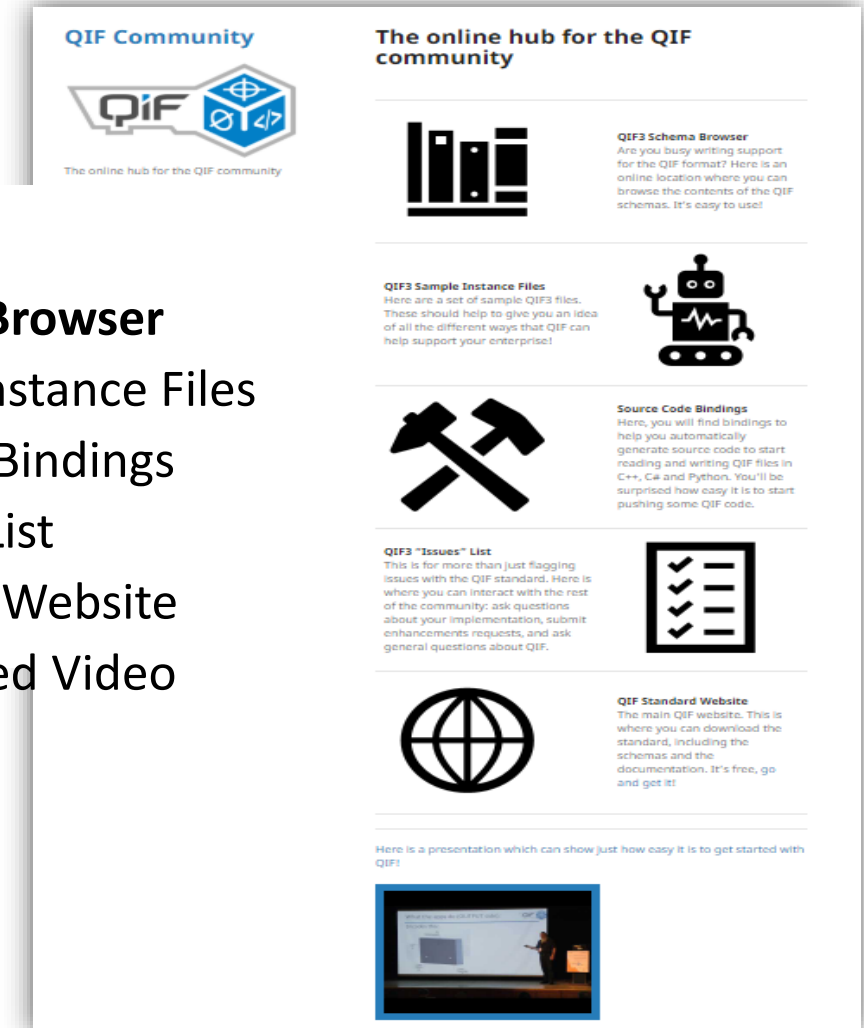 QIF Community
QiF
The online hub for the QIF community
Browser
nstance Files
Bindings
List
Website
ed Video
The online hub for the QIF
community
QIF3 Schema Browser
Are you busy writing support
for the QIF format? Here is an
online location where you can
browse the contents of the QIF
schemas. It's easy to use!
QIF3 Sample Instance Files
Here are a set of sample QIF3 files.
These should help to give you an idea
of all the different ways that QIF can
help support your enterprise!
Source Code Bindings
Here, you will find bindings to
help you automatically
generate source code to start
reading and writing QIF files in
C++, C# and Python. You'll be
surprised how easy it is to start
pushing some QIF code.
QIF3 "Issues" List
This is for more than just flagging
issues with the QIF standard. Here is
where you can interact with the rest
of the community: ask questions
about your implementation, submit
enhancements requests, and ask
general questions about QIF.
QIF Standard Website
The main QIF website. This is
where you can download the
standard, including the
schemas and the
documentation. It's free, go
and get it!
Here is a presentation which can show just how easy it is to get started with
QIF!